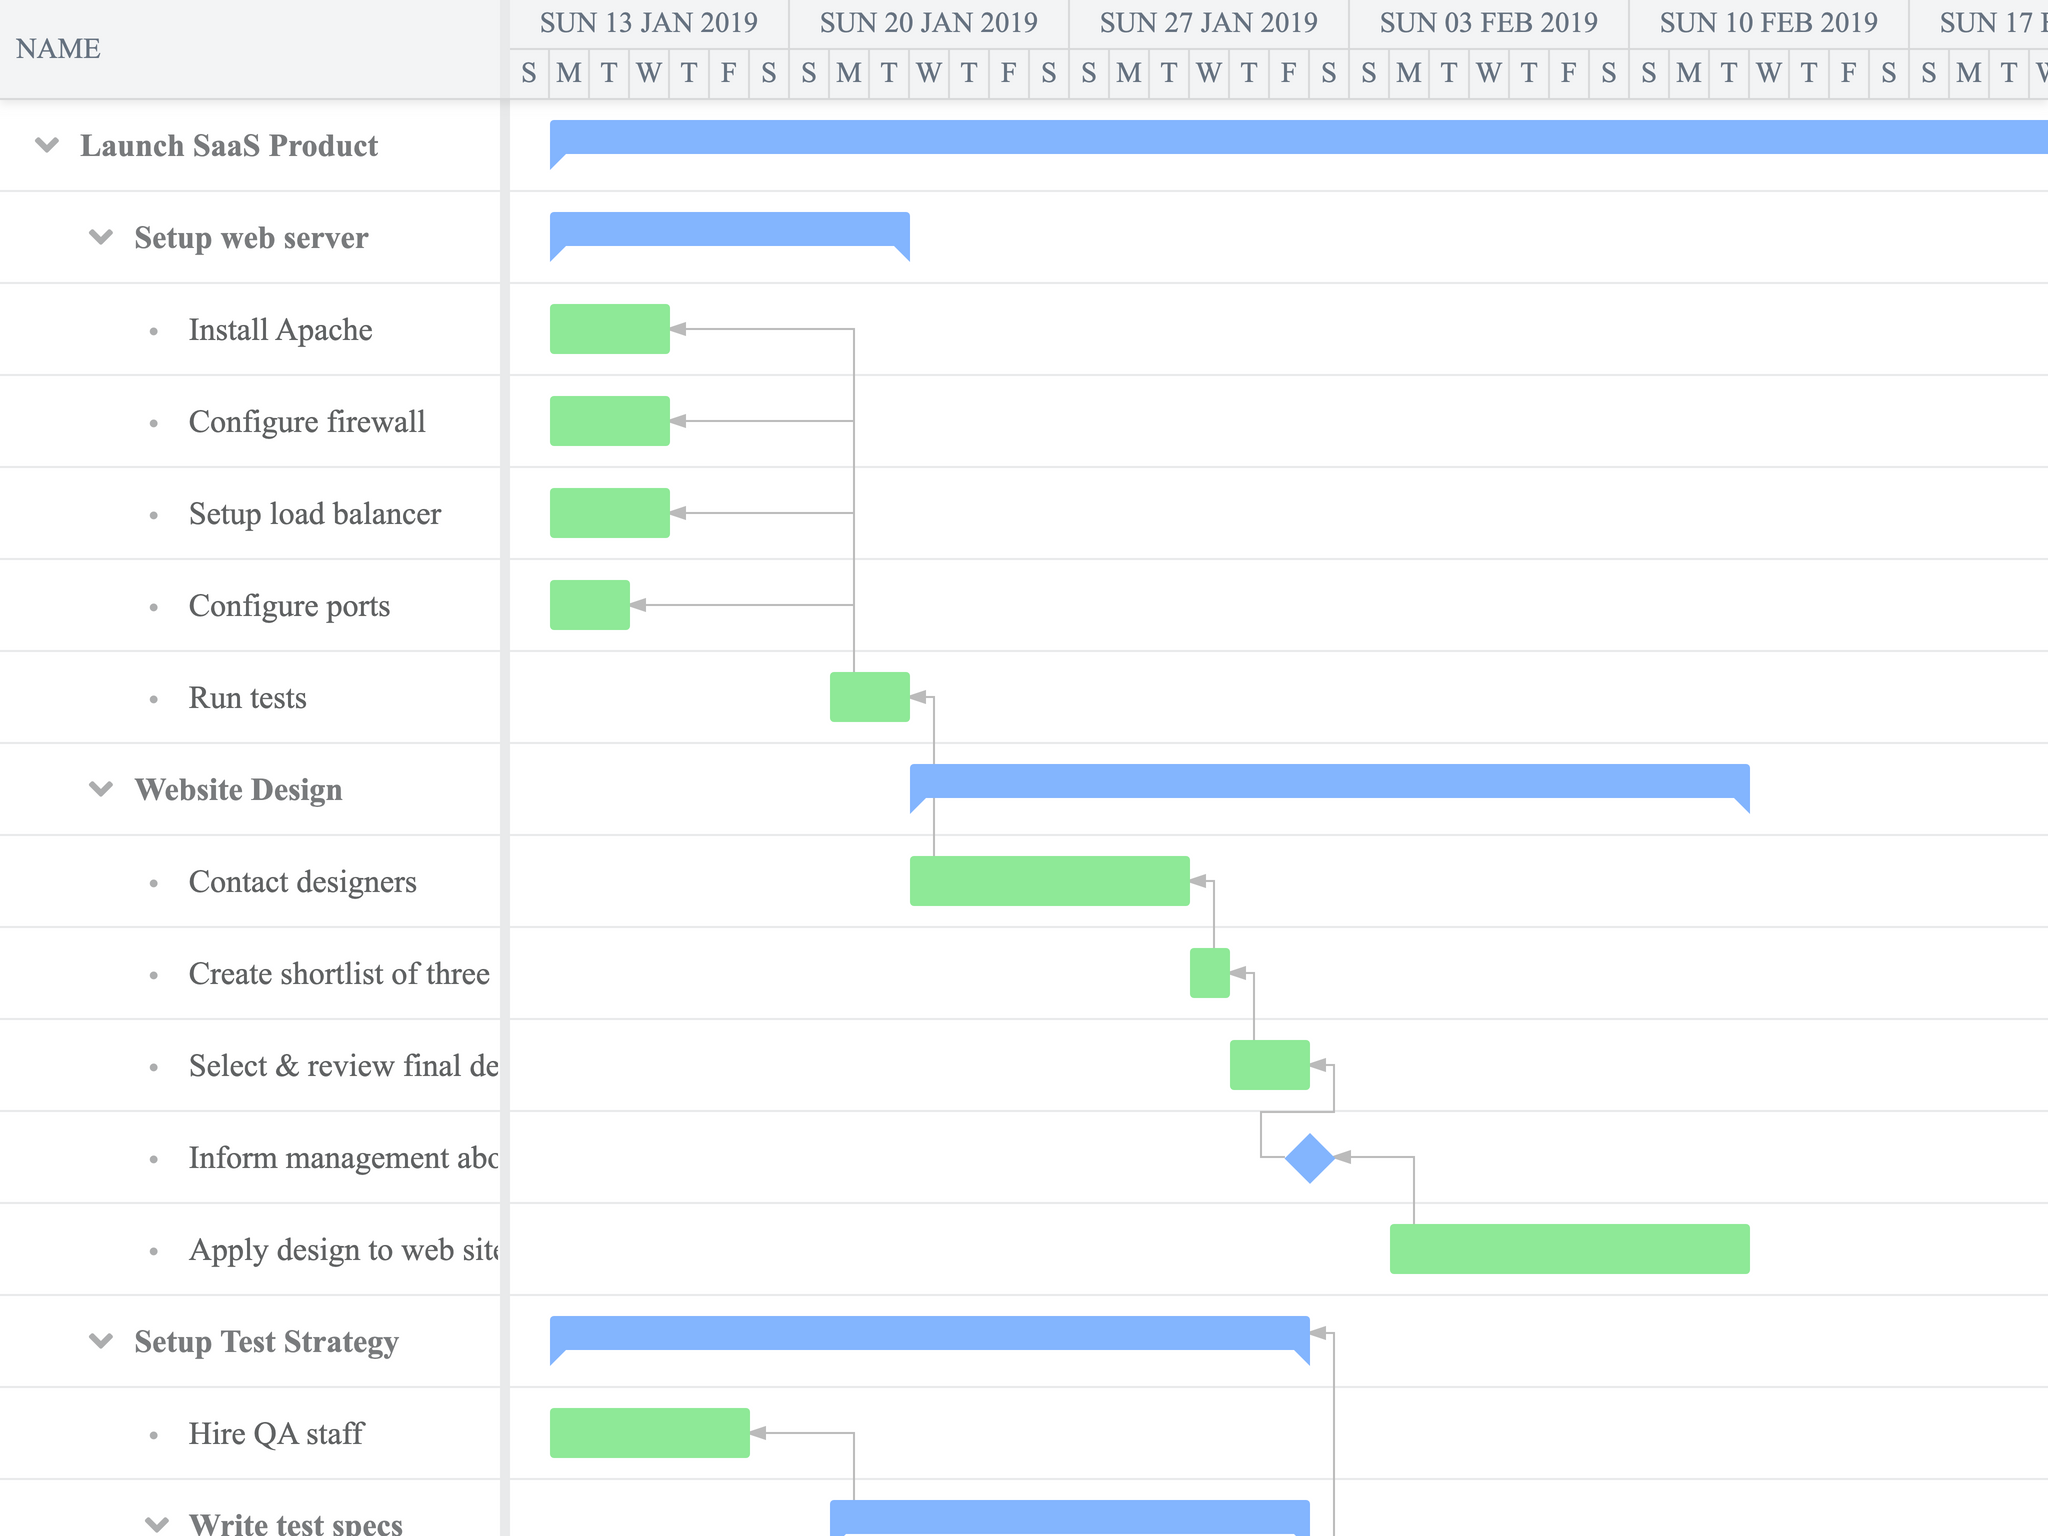 NAME
SUN 13 JAN 2019 SUN 20 JAN 2019 SUN 27 JAN 2019 SUN 03 FEB 2019 SUN 10 FEB 2019 SUN 17
S M T W T F S S M T W T F S S M T W T F S S M T W T F S S M T W T F S S M T W
Launch SaaS Product
Setup web server
Install Apache
Configure firewall
Setup load balancer
Configure ports
Run tests
Website Design
Contact designers
Create shortlist of three
Select & review final de
Inform management abo
Apply design to web site
Setup Test Strategy
Hire QA staff
Write test specs